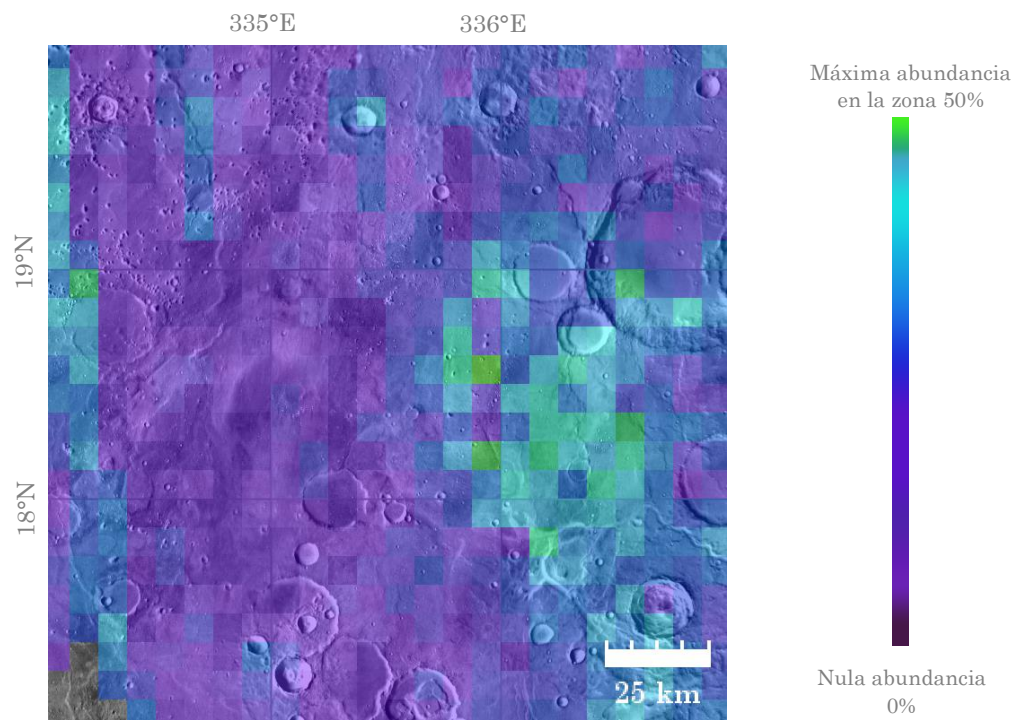 335°E
336°E
19°N
18°N
25 km
Máxima abundancia
en la zona 50%
Nula abundancia
0%